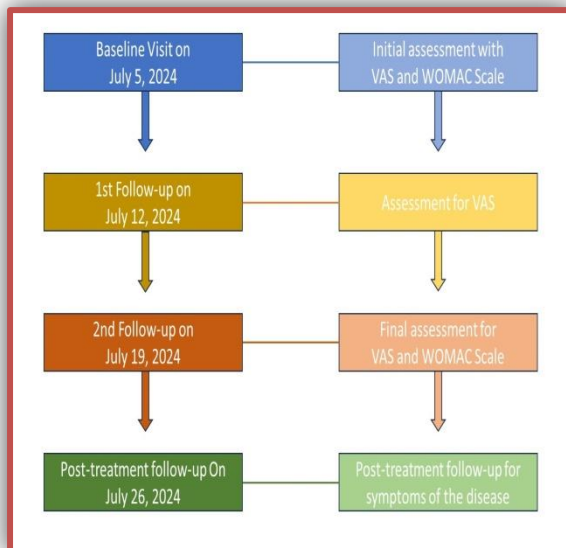 Baseline Visit on
July 5, 2024
Initial assessment with
VAS and WOMAC Scale
1st Follow-up on
July 12, 2024
Assessment for VAS
2nd Follow-up on
July 19, 2024
Final assessment for
VAS and WOMAC Scale
Post-treatment follow-up On
July 26, 2024
Post-treatment follow-up for
symptoms of the disease